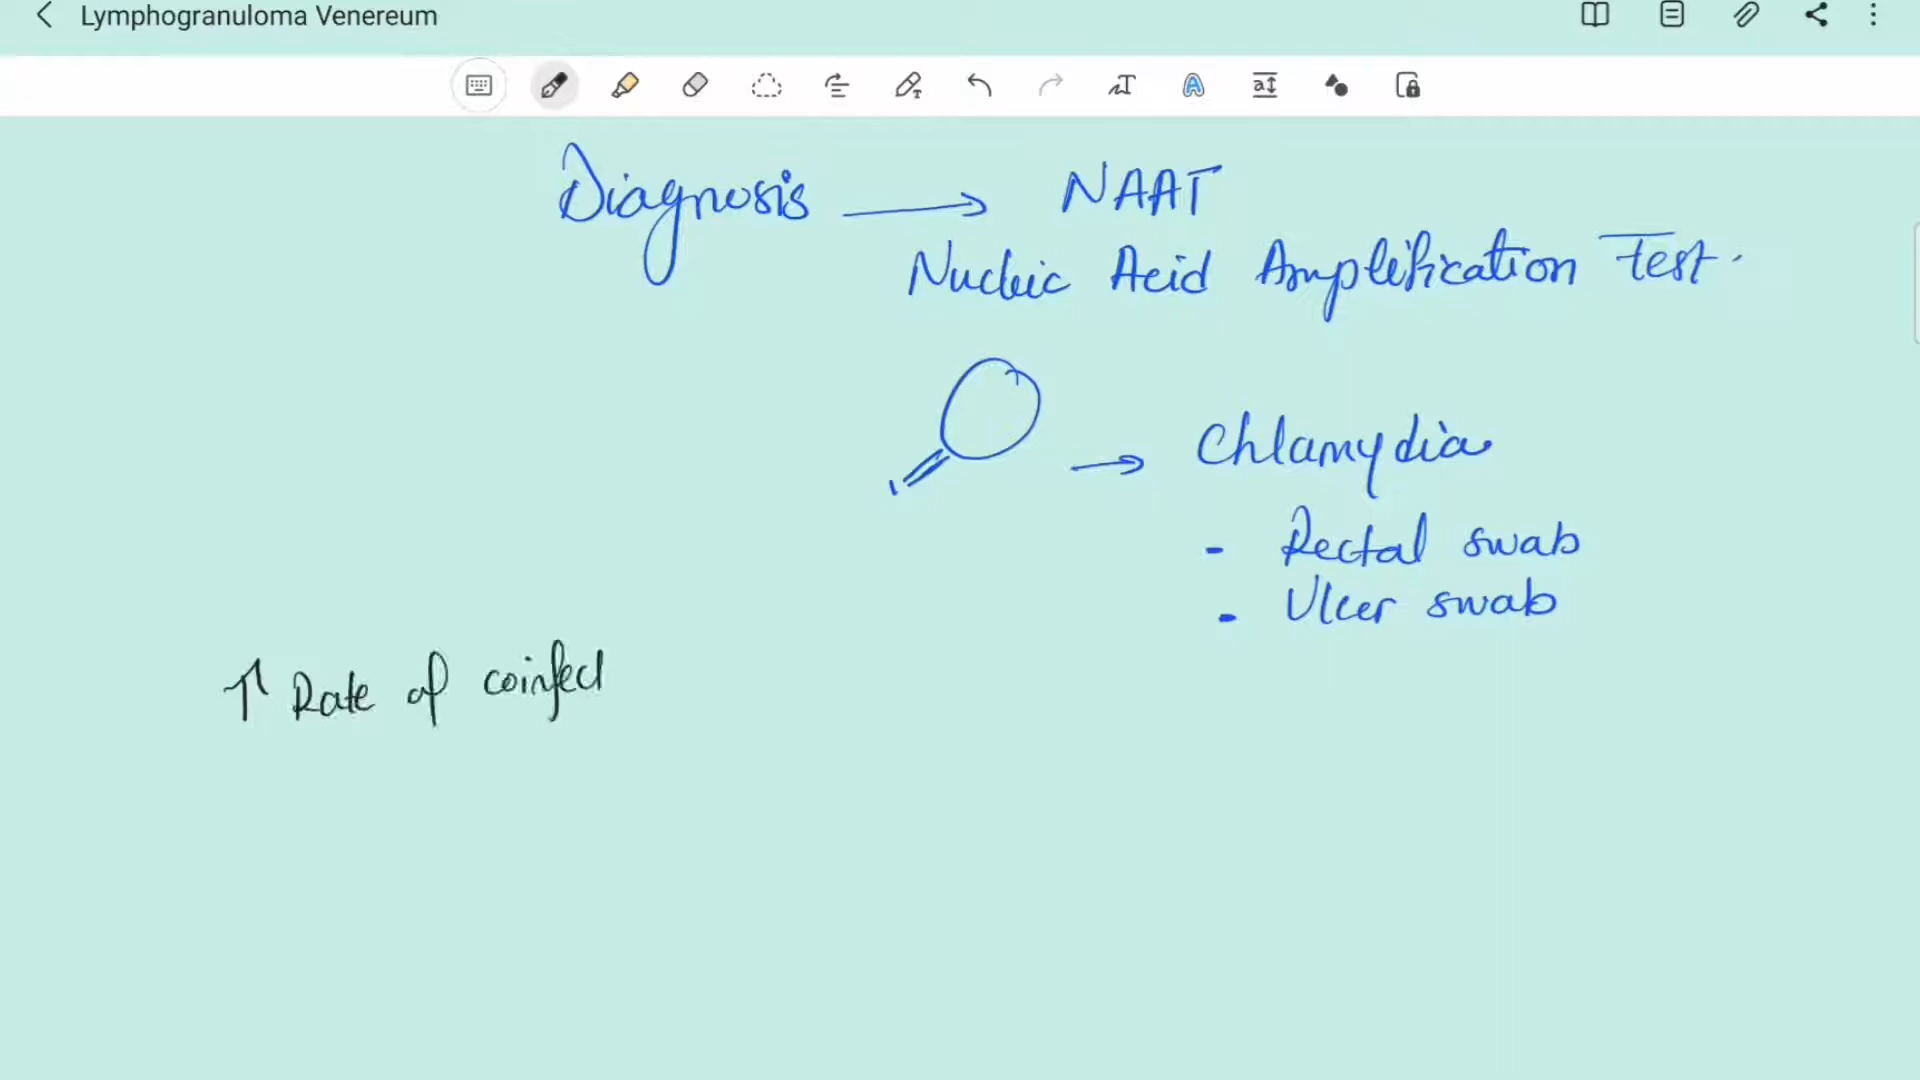 Lymphogranuloma Venereum
Diagnosis → NAAT
Nucleic Acid Amplification Test.
→ Chlamydia
- Rectal swab
- Ulcer swab
↑ Rate of coinfect